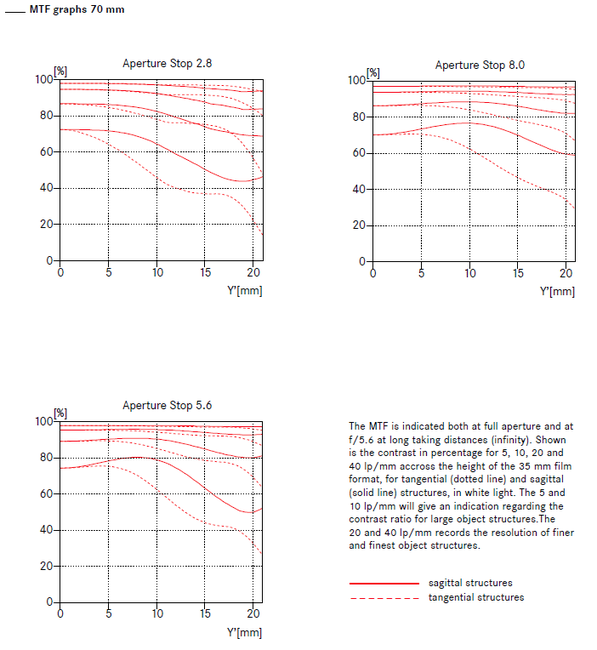 MTF graphs 70 mm
Aperture Stop 2.8
[%]
100
80
60
40
20
0
0 5 10 15 20
Y'[mm]
Aperture Stop 8.0
[%]
100
80
60
40
20
0
0 5 10 15 20
Y'[mm]
Aperture Stop 5.6
[%]
100
80
60
40
20
0
0 5 10 15 20
Y'[mm]
The MTF is indicated both at full aperture and at
f/5.6 at long taking distances (infinity). Shown
is the contrast in percentage for 5, 10, 20 and
40 lp/mm accross the height of the 35 mm film
format, for tangential (dotted line) and sagittal
(solid line) structures, in white light. The 5 and
10 lp/mm will give an indication regarding the
contrast ratio for large object structures.The
20 and 40 lp/mm records the resolution of finer
and finest object structures.
sagittal structures
tangential structures